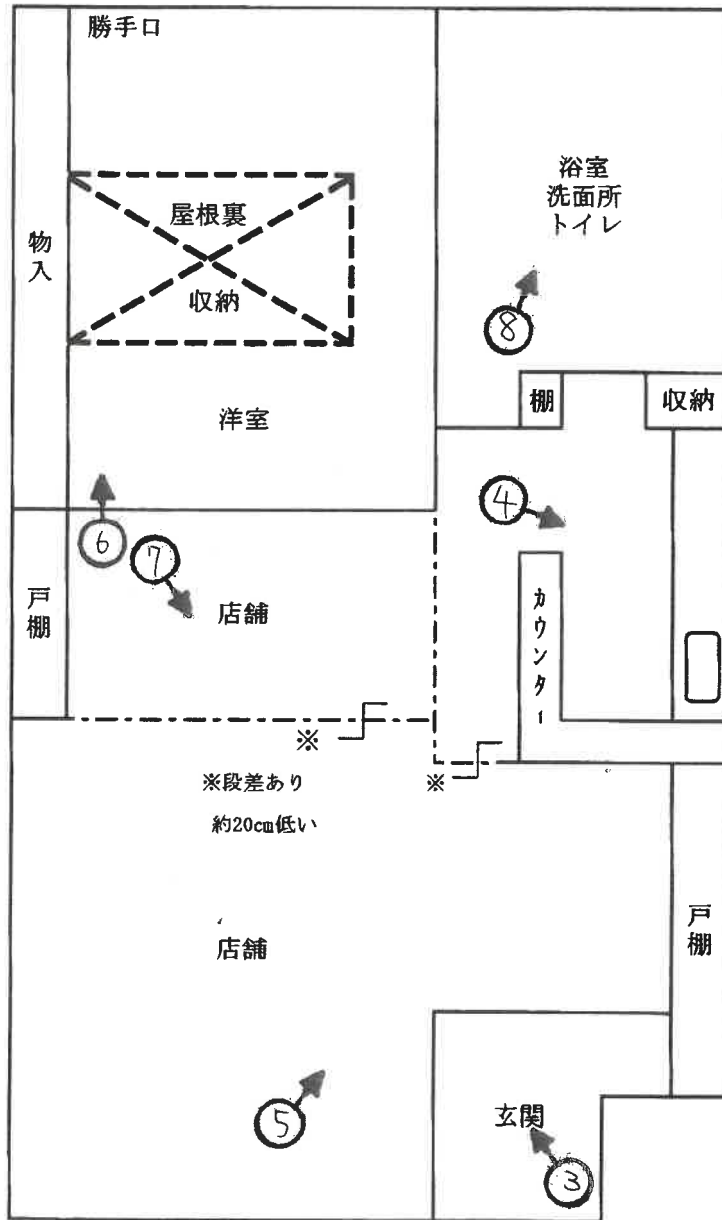 勝手口
浴室
洗面所
トイレ
物入
屋根裏
収納
⑧
棚
収納
洋室
④
⑥
⑦
戸棚
店舗
カウンター
※
※段差あり
約20cm低い
※
店舗
戸棚
⑤
玄関
③